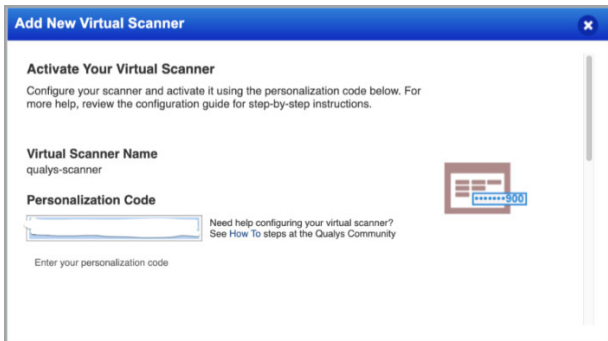 Add New Virtual Scanner
Activate Your Virtual Scanner
Configure your scanner and activate it using the personalization code below. For
more help, review the configuration guide for step-by-step instructions.
Virtual Scanner Name
qualys-scanner
•••••••900
Personalization Code
Need help configuring your virtual scanner?
See How To steps at the Qualys Community
Enter your personalization code